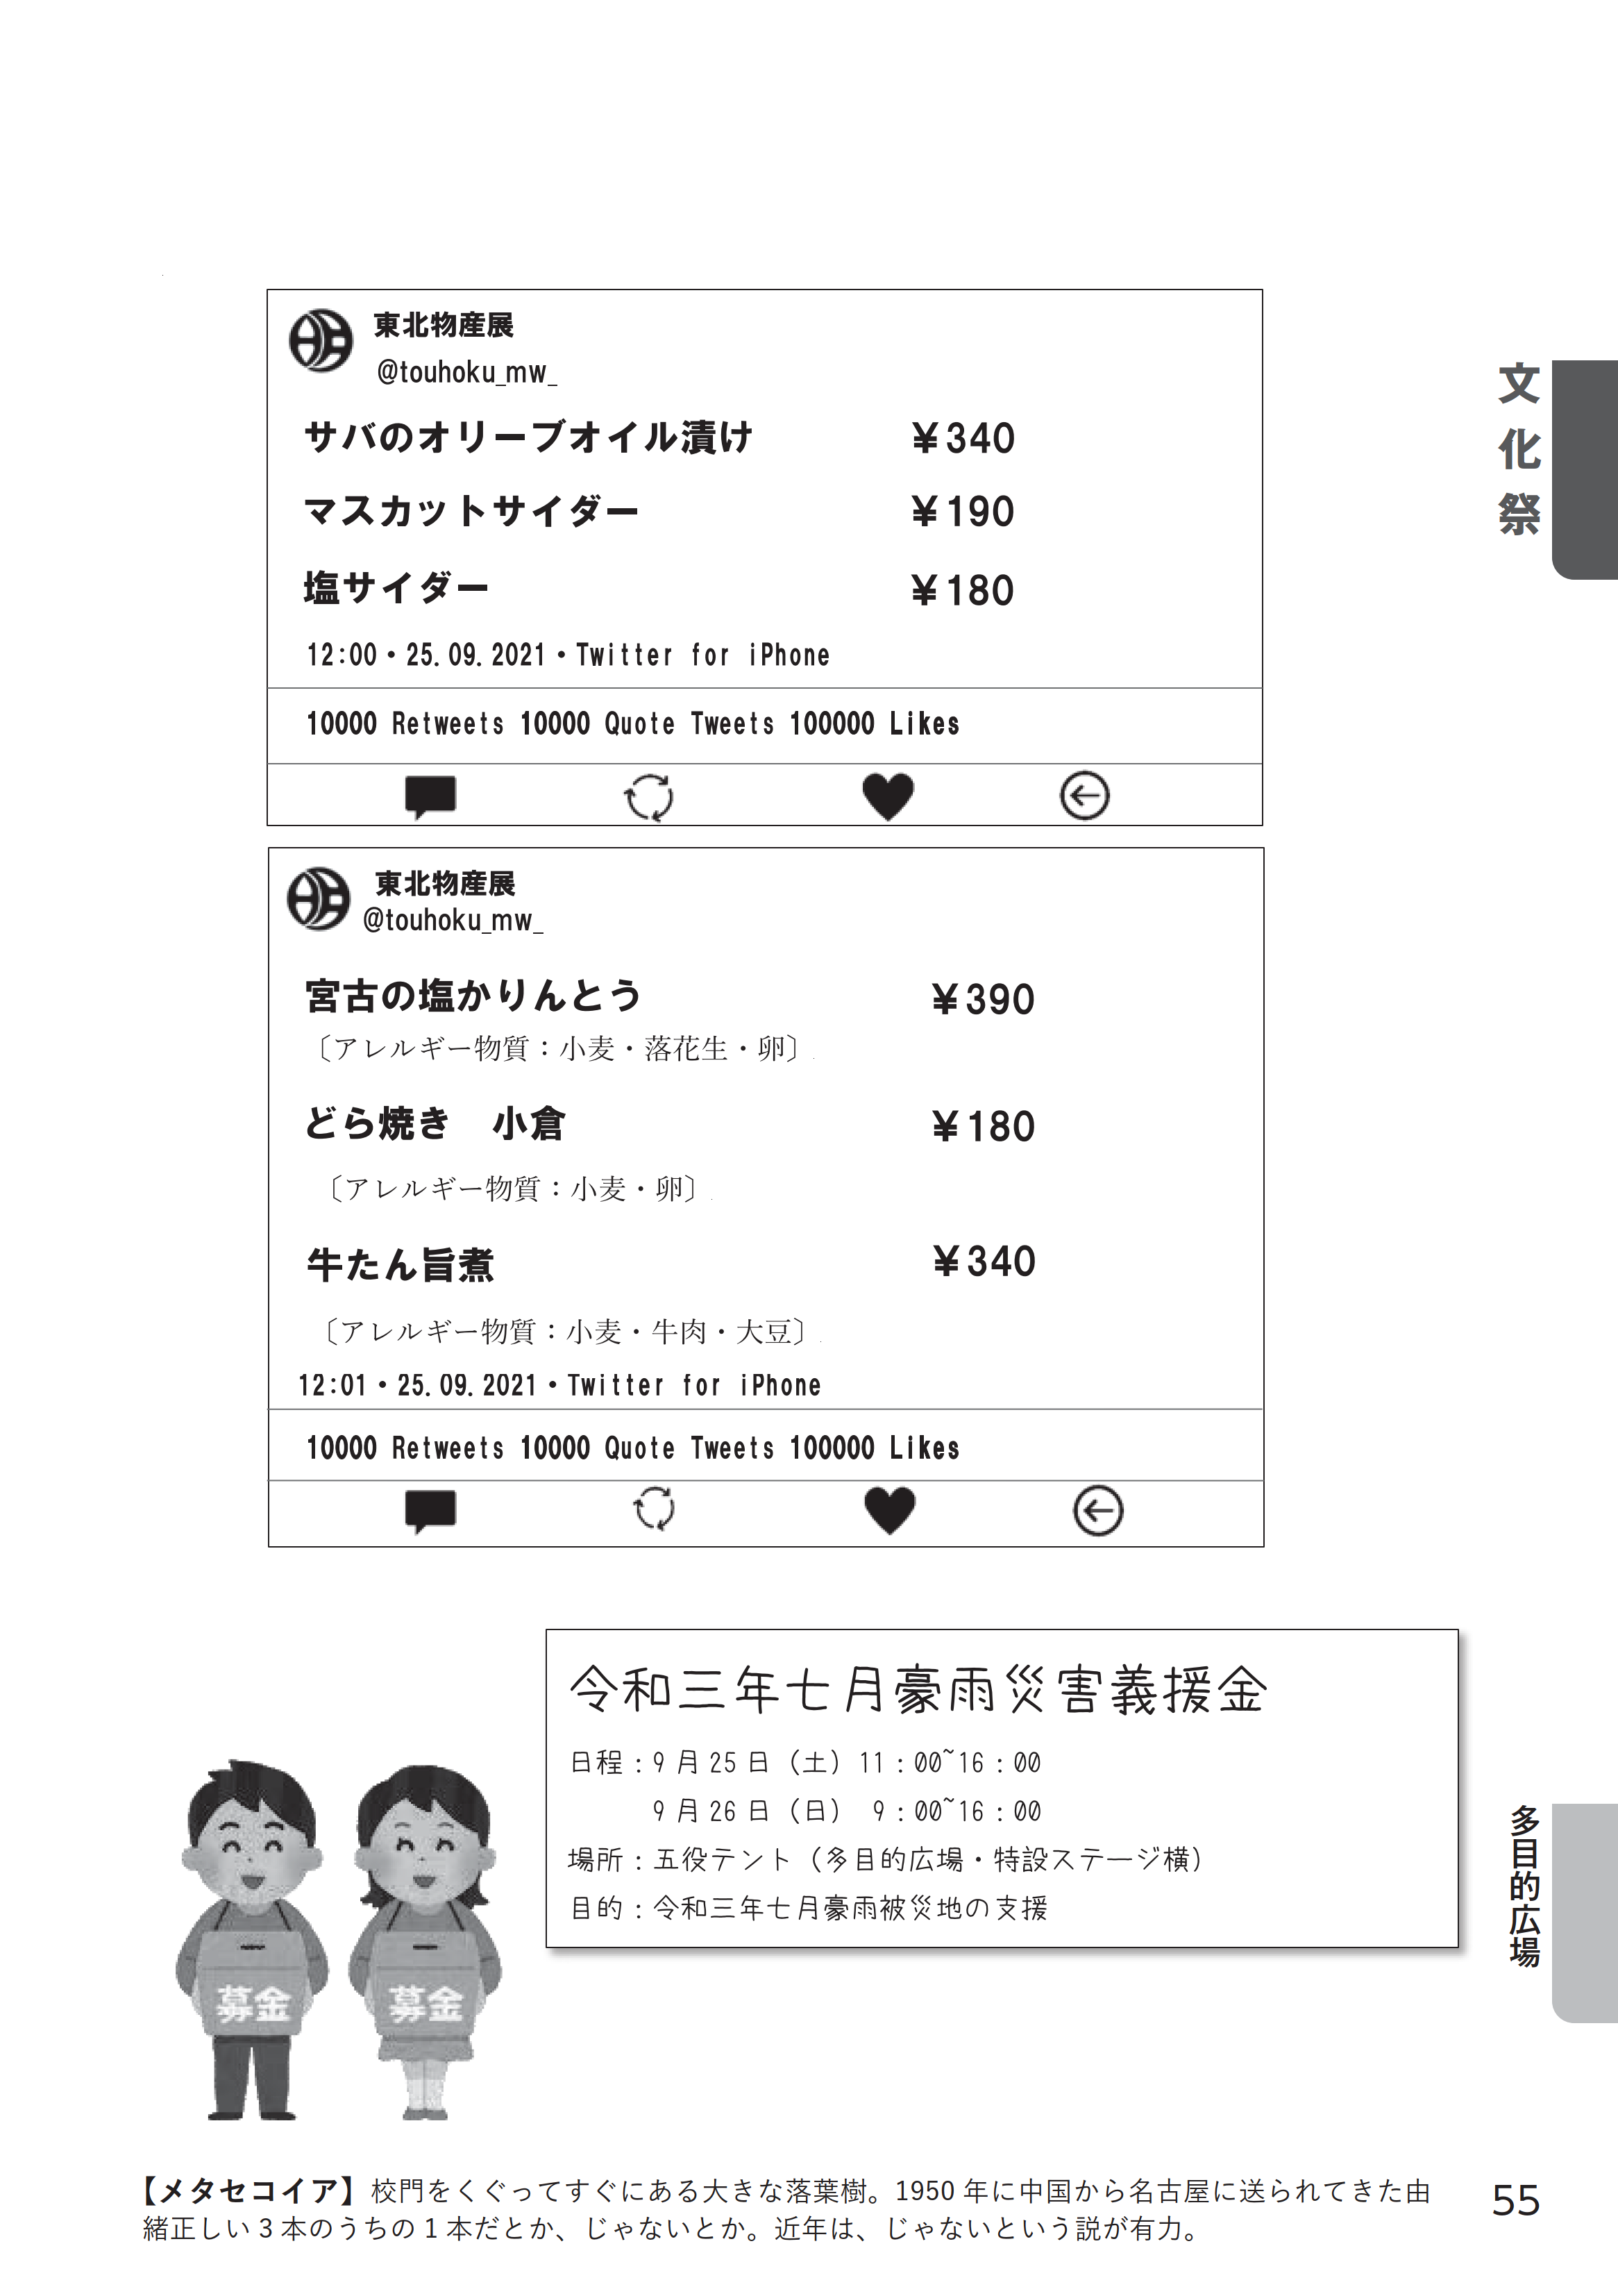 東北物産展
@touhoku_mw_
サバのオリーブオイル漬け ¥340
マスカットサイダー ¥190
塩サイダー ¥180
12:00・25.09.2021・Twitter for iPhone
10000 Retweets 10000 Quote Tweets 100000 Likes
東北物産展
@touhoku_mw_
宮古の塩かりんとう ¥390
〔アレルギー物質：小麦・落花生・卵〕
どら焼き　小倉 ¥180
〔アレルギー物質：小麦・卵〕
牛たん旨煮 ¥340
〔アレルギー物質：小麦・牛肉・大豆〕
12:01・25.09.2021・Twitter for iPhone
10000 Retweets 10000 Quote Tweets 100000 Likes
令和三年七月豪雨災害義援金
日程：9 月 25 日（土）11：00~16：00
9 月 26 日（日） 9：00~16：00
場所：五役テント（多目的広場・特設ステージ横）
目的：令和三年七月豪雨被災地の支援
募金
募金
文化祭
多目的広場
【メタセコイア】校門をくぐってすぐにある大きな落葉樹。1950 年に中国から名古屋に送られてきた由
緒正しい 3 本のうちの 1 本だとか、じゃないとか。近年は、じゃないという説が有力。
55